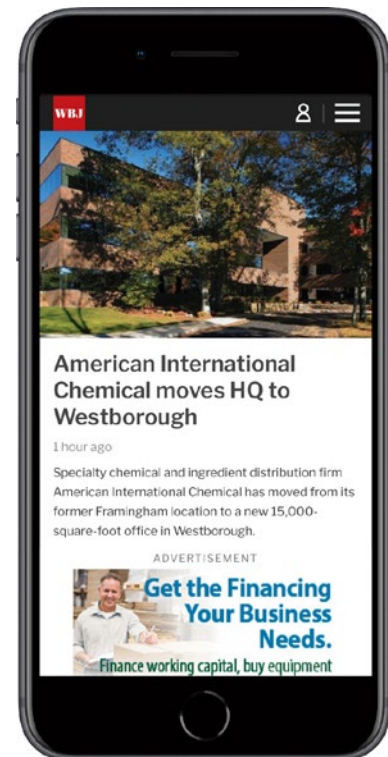 WBJ
American International
Chemical moves HQ to
Westborough
1 hour ago
Specialty chemical and ingredient distribution firm
American International Chemical has moved from its
former Framingham location to a new 15,000-
square-foot office in Westborough.
ADVERTISEMENT
Get the Financing
Your Business
Needs.
Finance working capital, buy equipment